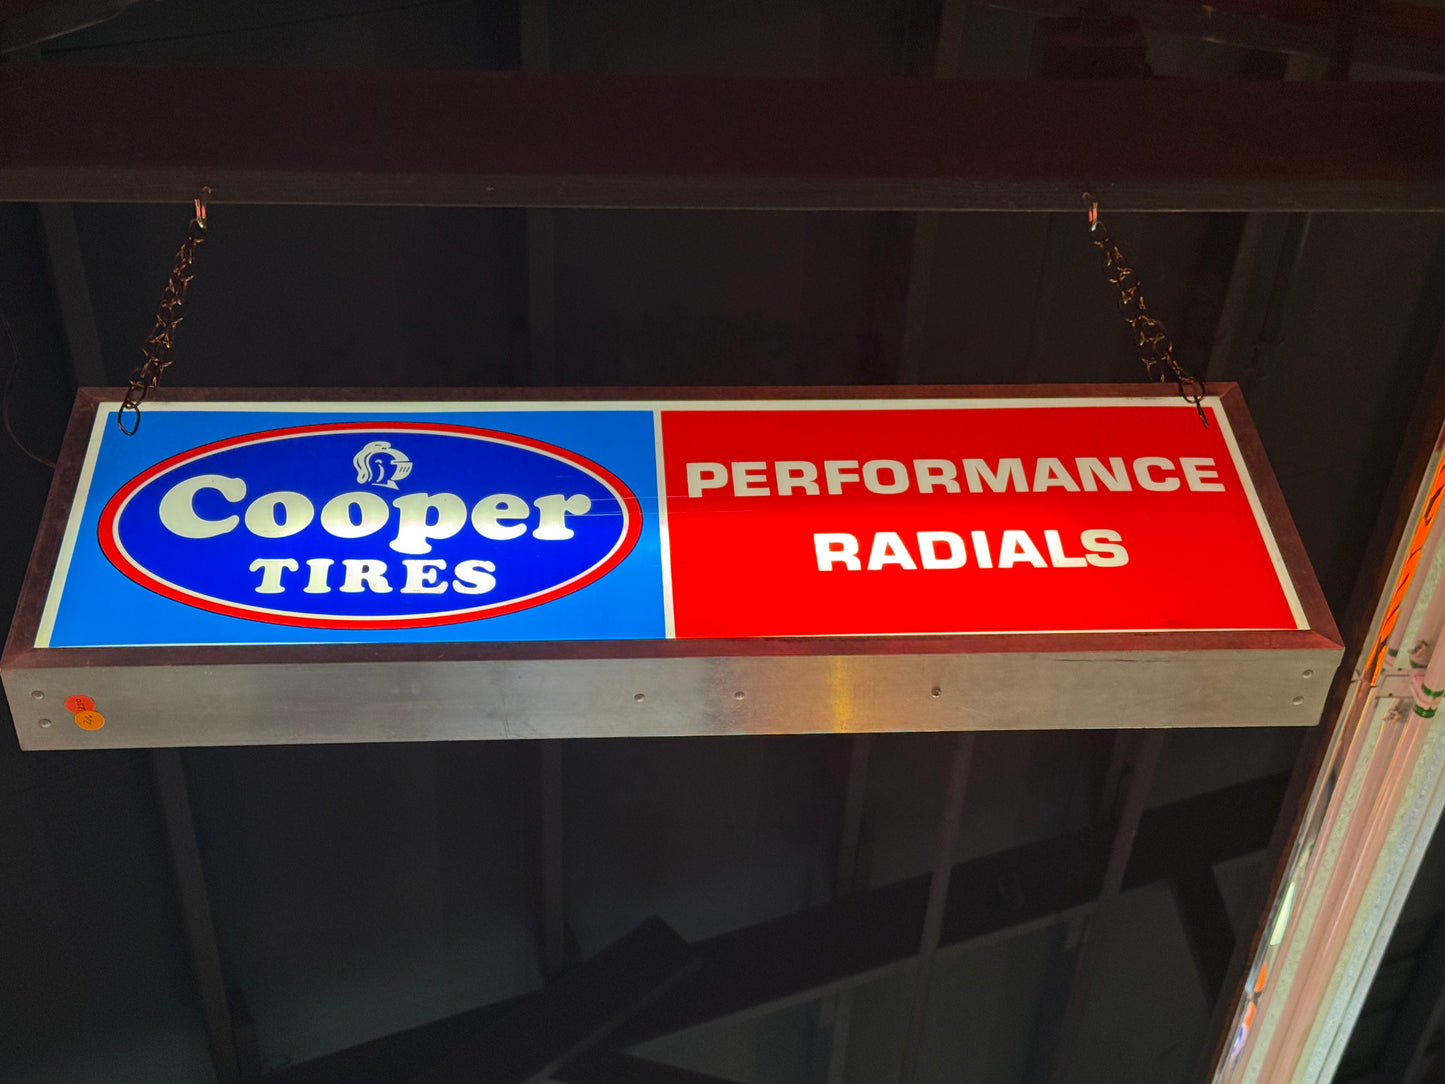 Cooper
TIRES
PERFORMANCE
RADIALS